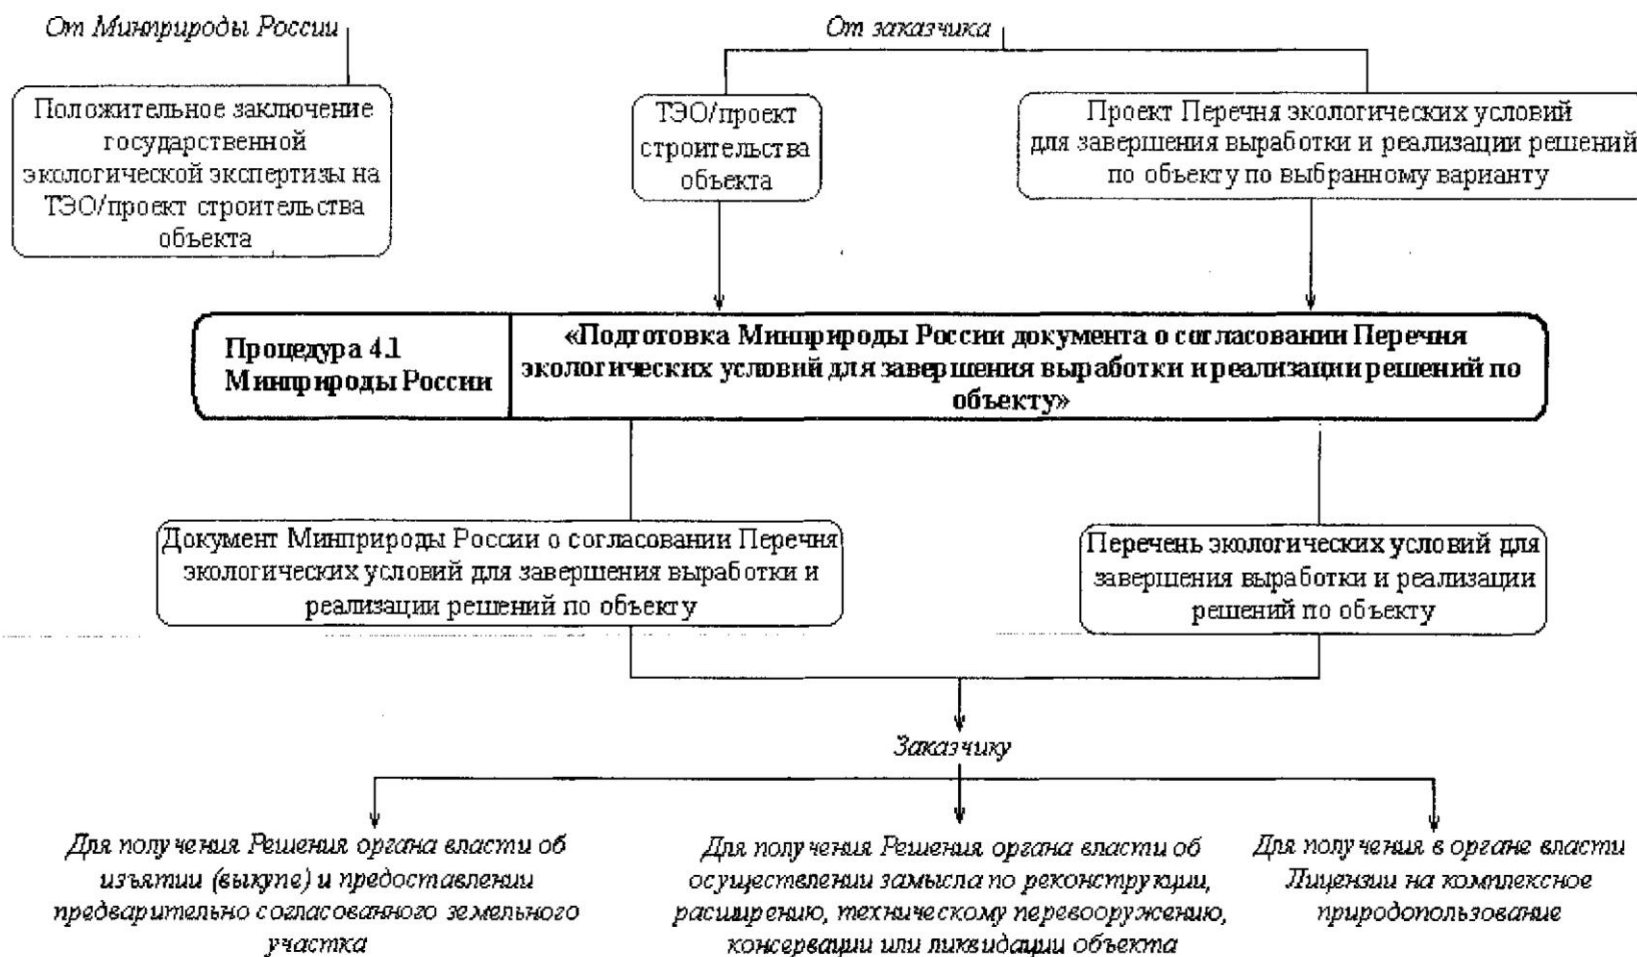 От Минприроды России
От заказчика
Положительное заключение
государственной
экологической экспертизы на
ТЭО/проект строительства
объекта
ТЭО/проект
строительства
объекта
Проект Перечня экологических условий
для завершения выработки и реализации решений
по объекту по выбранному варианту
Процедура 4.1
Минприроды России
«Подготовка Минприроды России документа о согласовании Перечня
экологических условий для завершения выработки и реализации решений по
объекту»
Документ Минприроды России о согласовании Перечня
экологических условий для завершения выработки и
реализации решений по объекту
Перечень экологических условий для
завершения выработки и реализации
решений по объекту
Заказчику
Для получения Решения органа власти об
изъятии (выкупе) и предоставлении
предварительно согласованного земельного
участка
Для получения Решения органа власти об
осуществлении замысла по реконструкции,
расширению, техническому перевооружению,
консервации или ликвидации объекта
Для получения в органе власти
Лицензии на комплексное
природопользование